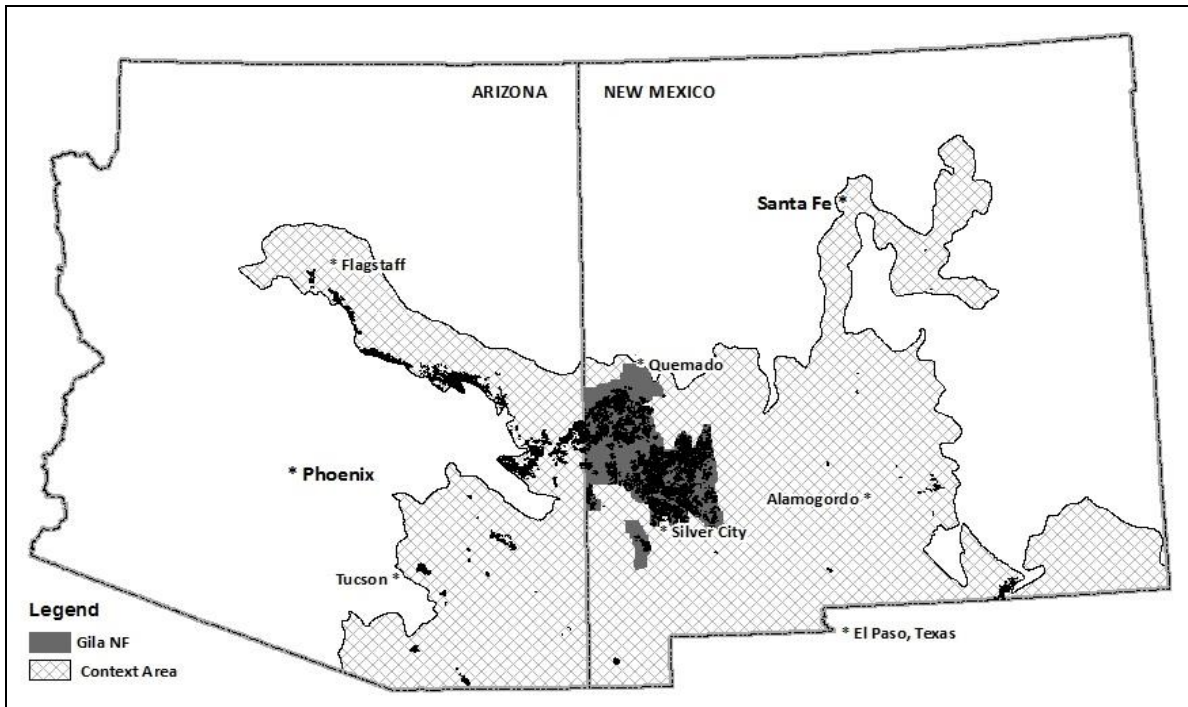 ARIZONA
NEW MEXICO
Santa Fe *
* Flagstaff
* Quemado
* Phoenix
Alamogordo *
* Silver City
Tucson *
Legend
Gila NF
Context Area
* El Paso, Texas